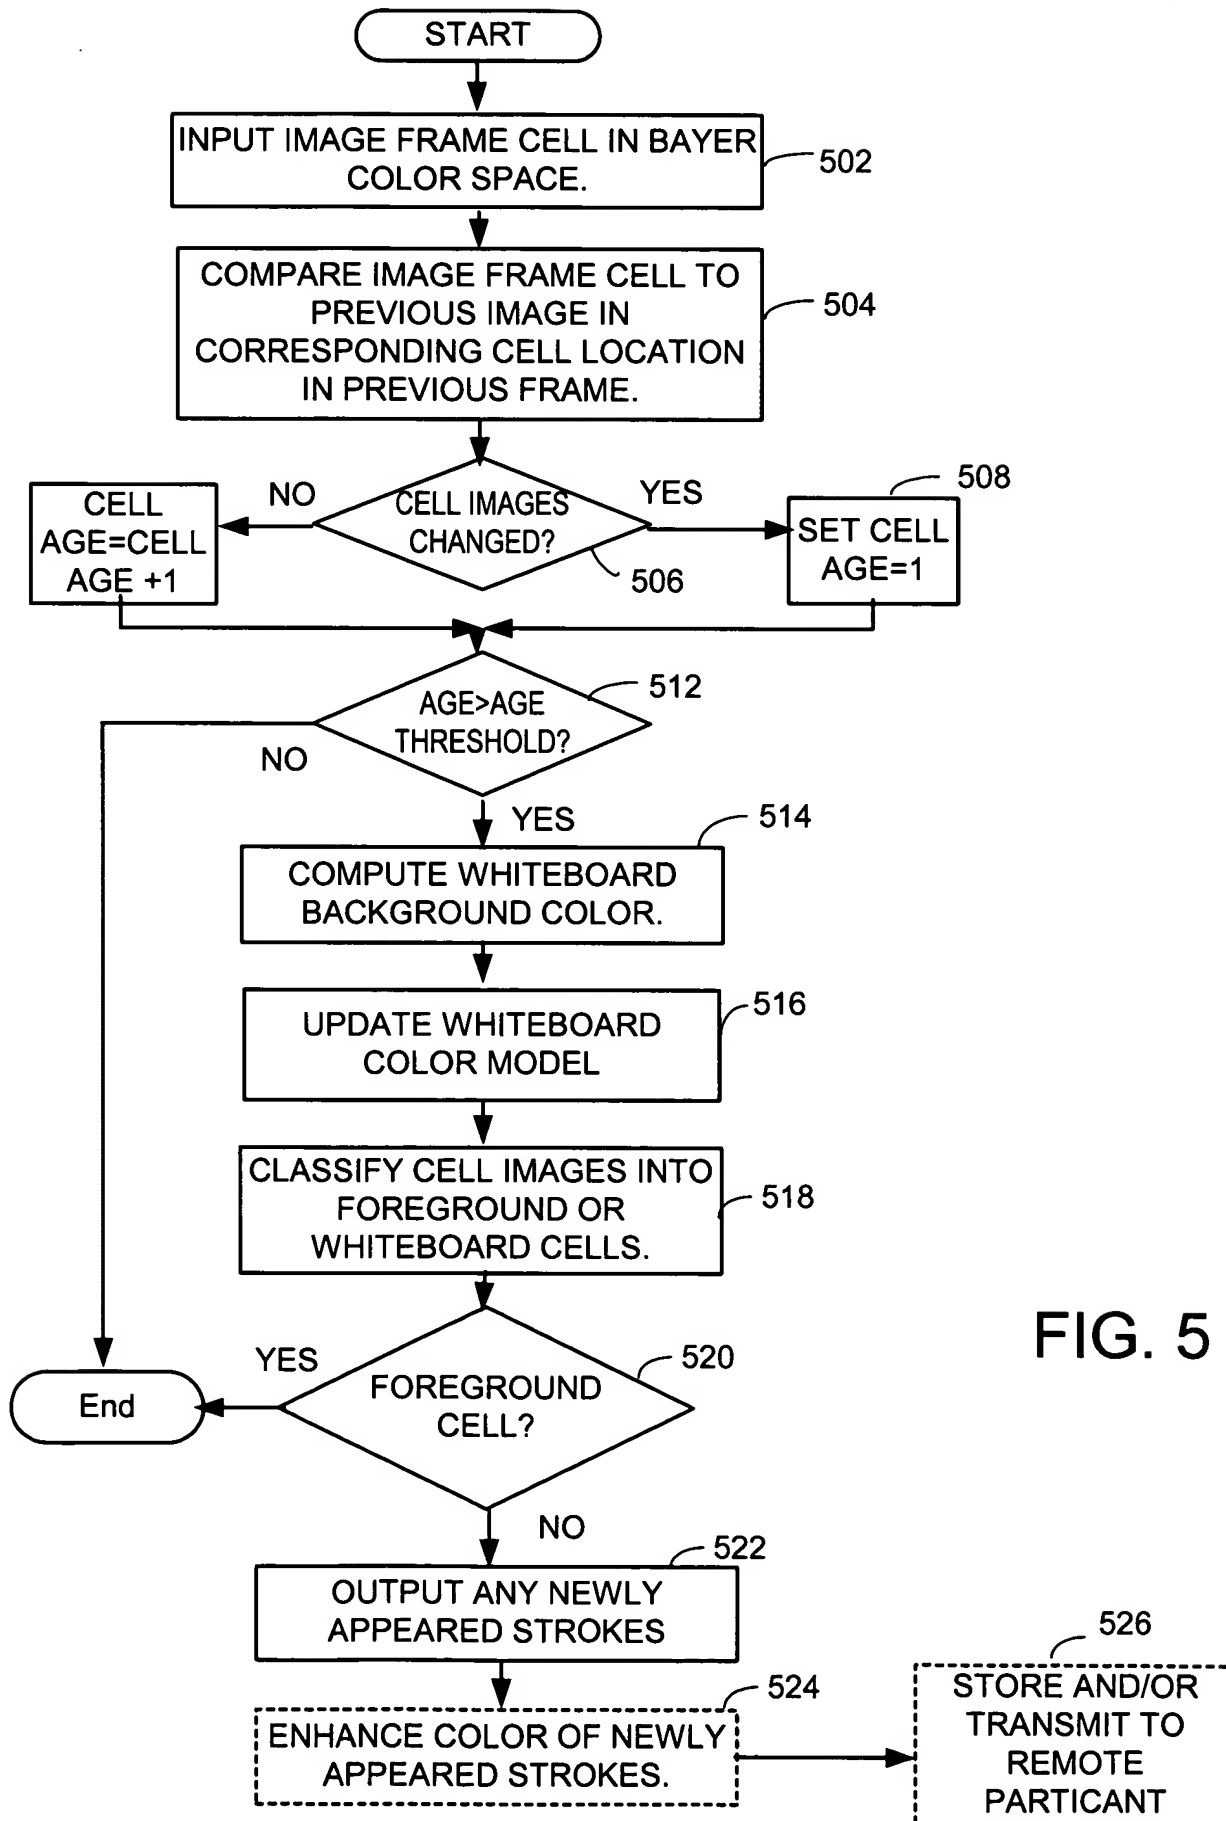 START
INPUT IMAGE FRAME CELL IN BAYER
COLOR SPACE.
502
COMPARE IMAGE FRAME CELL TO
PREVIOUS IMAGE IN
CORRESPONDING CELL LOCATION
IN PREVIOUS FRAME.
504
CELL IMAGES
CHANGED?
506
NO
YES
CELL
AGE=CELL
AGE +1
508
SET CELL
AGE=1
AGE>AGE
THRESHOLD?
512
NO
YES
514
COMPUTE WHITEBOARD
BACKGROUND COLOR.
516
UPDATE WHITEBOARD
COLOR MODEL
CLASSIFY CELL IMAGES INTO
FOREGROUND OR
WHITEBOARD CELLS.
518
FOREGROUND
CELL?
520
YES
End
NO
FIG. 5
522
OUTPUT ANY NEWLY
APPEARED STROKES
524
ENHANCE COLOR OF NEWLY
APPEARED STROKES.
526
STORE AND/OR
TRANSMIT TO
REMOTE
PARTICANT